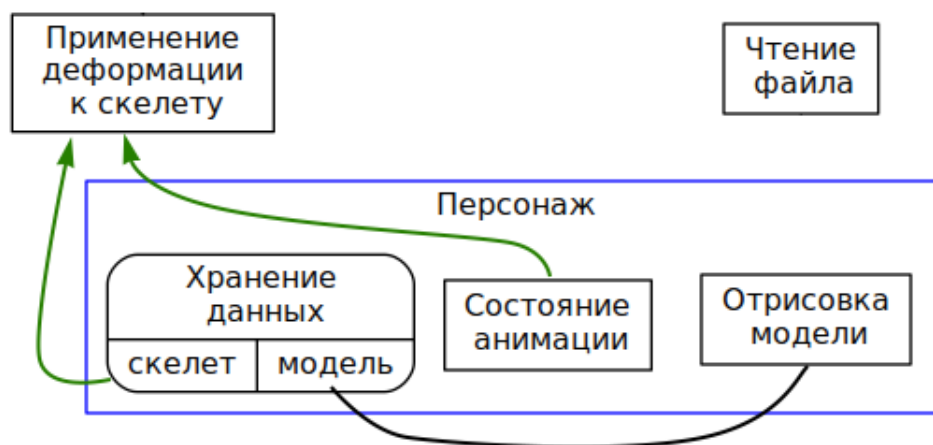 Применение
деформации
к скелету
Чтение
файла
Персонаж
Хранение
данных
скелет
модель
Состояние
анимации
Отрисовка
модели